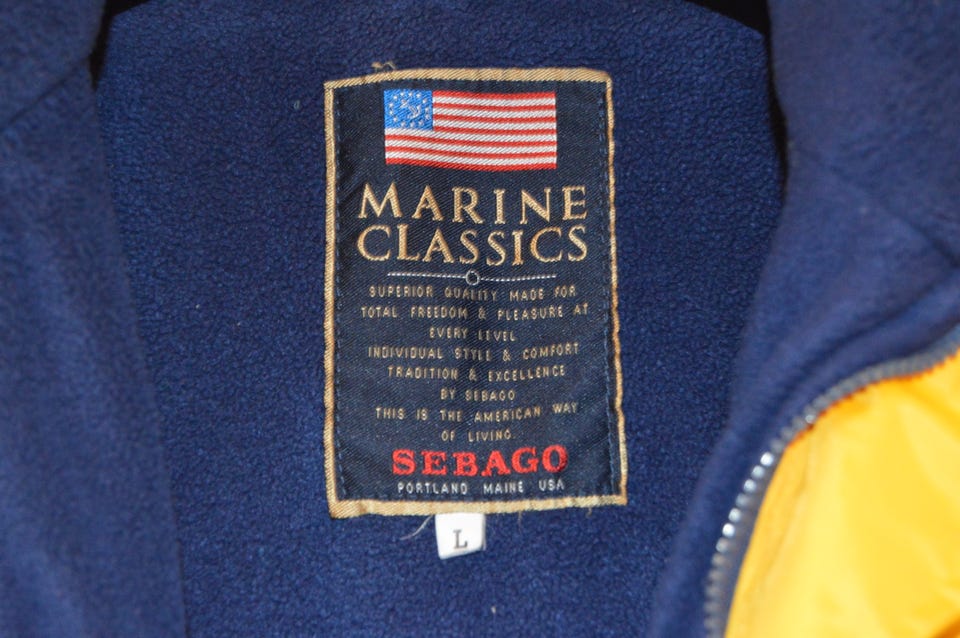 MARINE
CLASSICS
SUPERIOR QUALITY MADE FOR
TOTAL FREEDOM & PLEASURE AT
EVERY LEVEL
INDIVIDUAL STYLE & COMFORT
TRADITION & EXCELLENCE
BY SEBAGO
THIS IS THE AMERICAN WAY
OF LIVING.
SEBAGO
PORTLAND MAINE USA
L